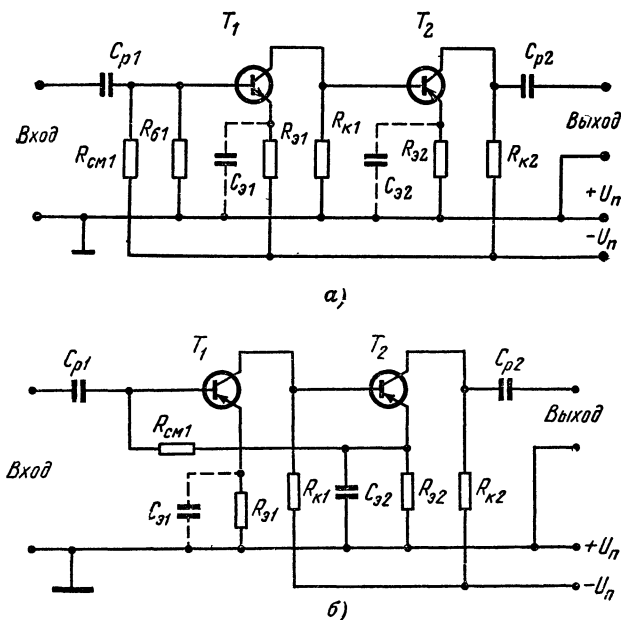 T1 T2
Cр1 Cр2
Вход Rсм1 Rб1 Cэ1 Rэ1 Rк1 Cэ2 Rэ2 Rк2 Выход
+Uп
−Uп
а)
T1 T2
Cр1 Cр2
Rсм1 Выход
Вход
Cэ1 Rэ1 Rк1 Cэ2 Rэ2 Rк2
+Uп
−Uп
б)